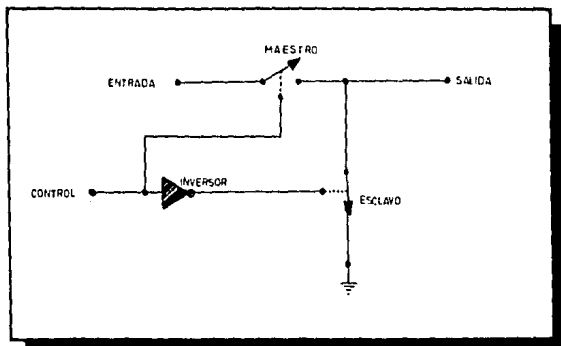 MAESTRO
ENTRADA
SALIDA
INVERSOR
CONTROL
ESCLAVO